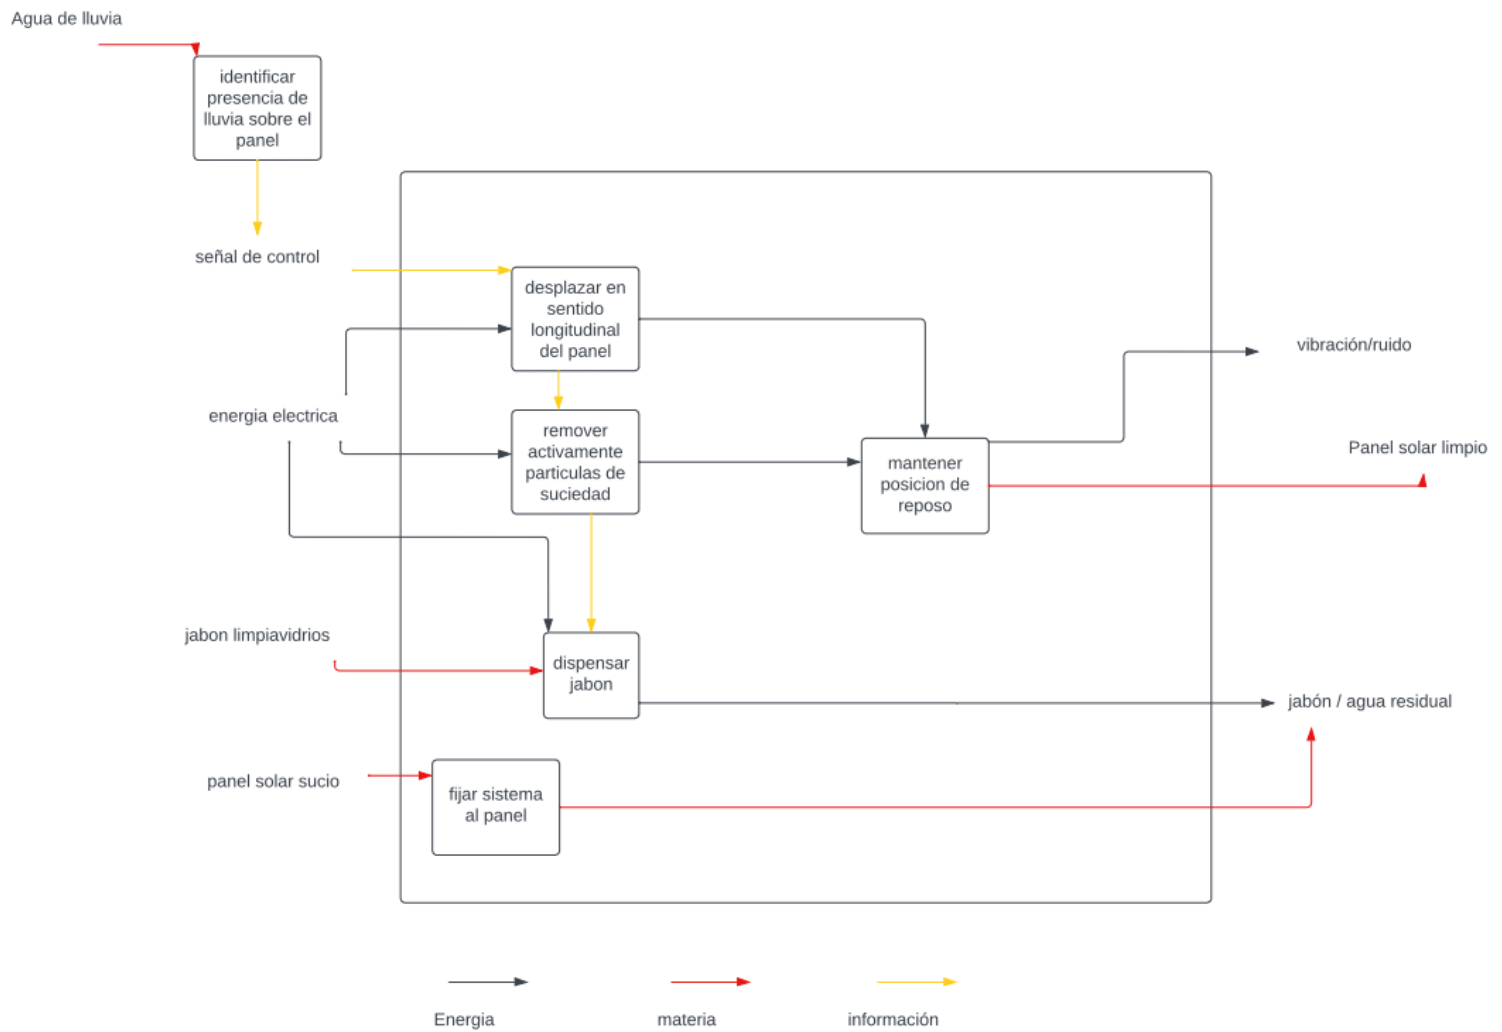 Agua de lluvia
identificar
presencia de
lluvia sobre el
panel
señal de control
desplazar en
sentido
longitudinal
del panel
vibración/ruido
energia electrica
remover
activamente
particulas de
suciedad
mantener
posicion de
reposo
Panel solar limpio
jabon limpiavidrios
dispensar
jabon
jabón / agua residual
panel solar sucio
fijar sistema
al panel
Energia
materia
información